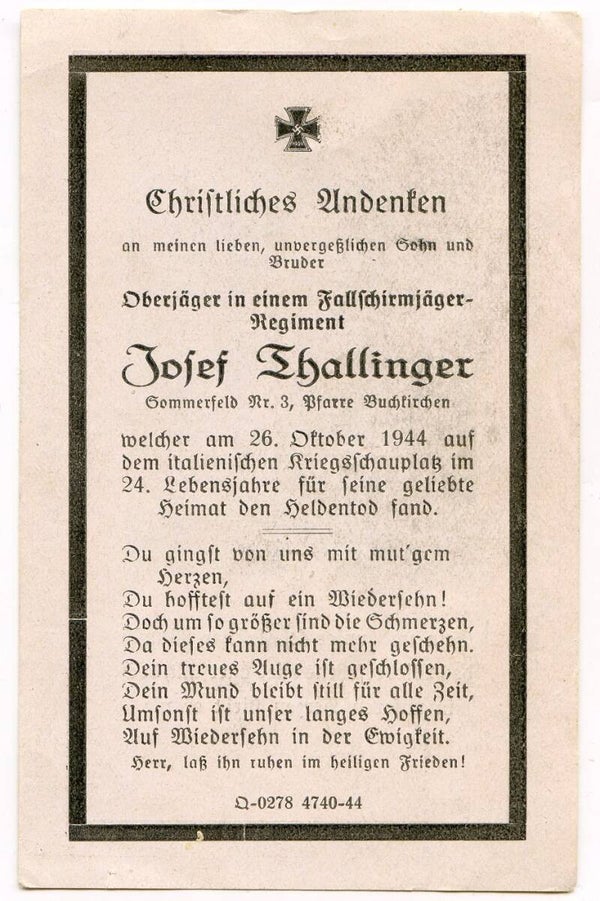 Christliches Andenken
an meinen lieben, unvergeßlichen Sohn und
Bruder
Oberjäger in einem Fallschirmjäger-
Regiment
Josef Thallinger
Sommerfeld Nr. 3, Pfarre Buchkirchen
welcher am 26. Oktober 1944 auf
dem italienischen Kriegsschauplatz im
24. Lebensjahre für seine geliebte
Heimat den Heldentod fand.
Du gingst von uns mit mut'gem
Herzen,
Du hofftest auf ein Wiedersehn!
Doch um so größer sind die Schmerzen,
Da dieses kann nicht mehr geschehn.
Dein treues Auge ist geschlossen,
Dein Mund bleibt still für alle Zeit,
Umsonst ist unser langes Hoffen,
Auf Wiedersehn in der Ewigkeit.
Herr, laß ihn ruhen im heiligen Frieden!
Q-0278 4740-44